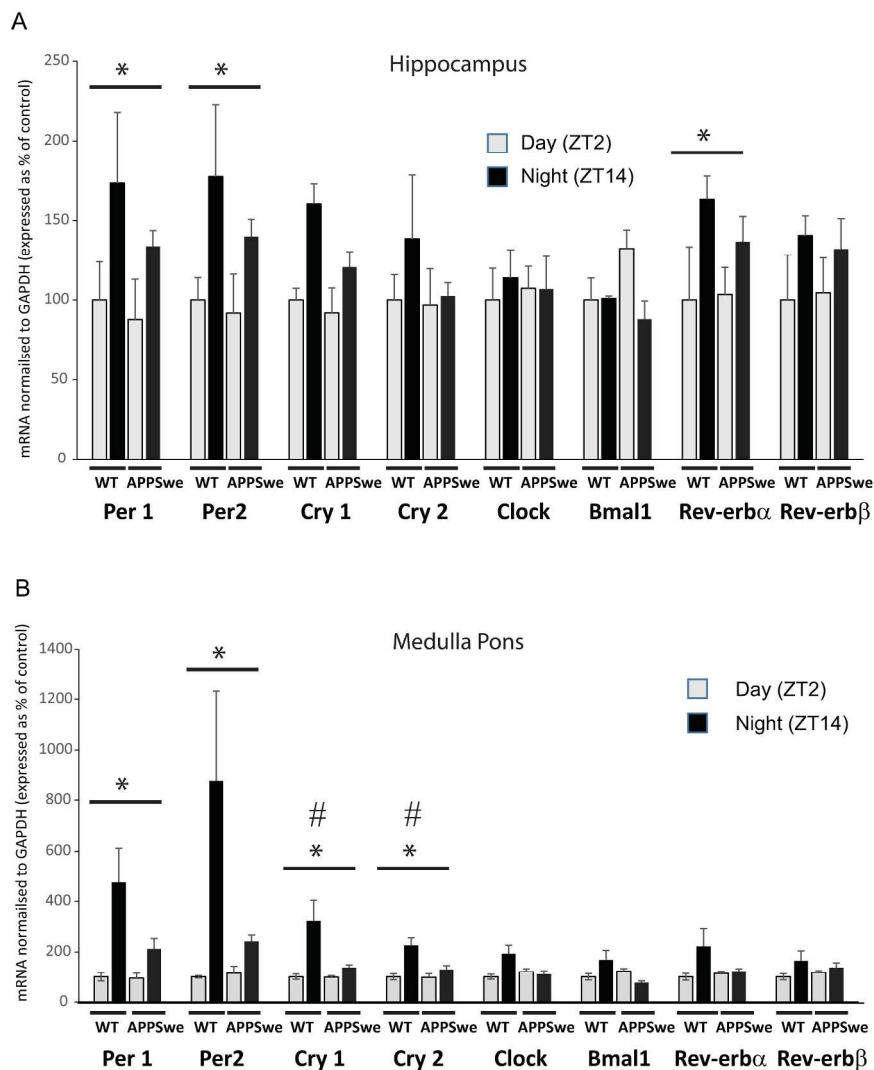 A
Hippocampus
mRNA normailsed to GAPDH (expressed as % of control)
250
200
150
100
50
0
*
*
*
Day (ZT2)
Night (ZT14)
WT APPSwe WT APPSwe WT APPSwe WT APPSwe WT APPSwe WT APPSwe WT APPSwe WT APPSwe
Per 1 Per2 Cry 1 Cry 2 Clock Bmal1 Rev-erbα Rev-erbβ
B
Medulla Pons
mRNA normailsed to GAPDH (expressed as % of control)
1400
1200
1000
800
600
400
200
0
*
*
# #
* *
Day (ZT2)
Night (ZT14)
WT APPSwe WT APPSwe WT APPSwe WT APPSwe WT APPSwe WT APPSwe WT APPSwe WT APPSwe
Per 1 Per2 Cry 1 Cry 2 Clock Bmal1 Rev-erbα Rev-erbβ